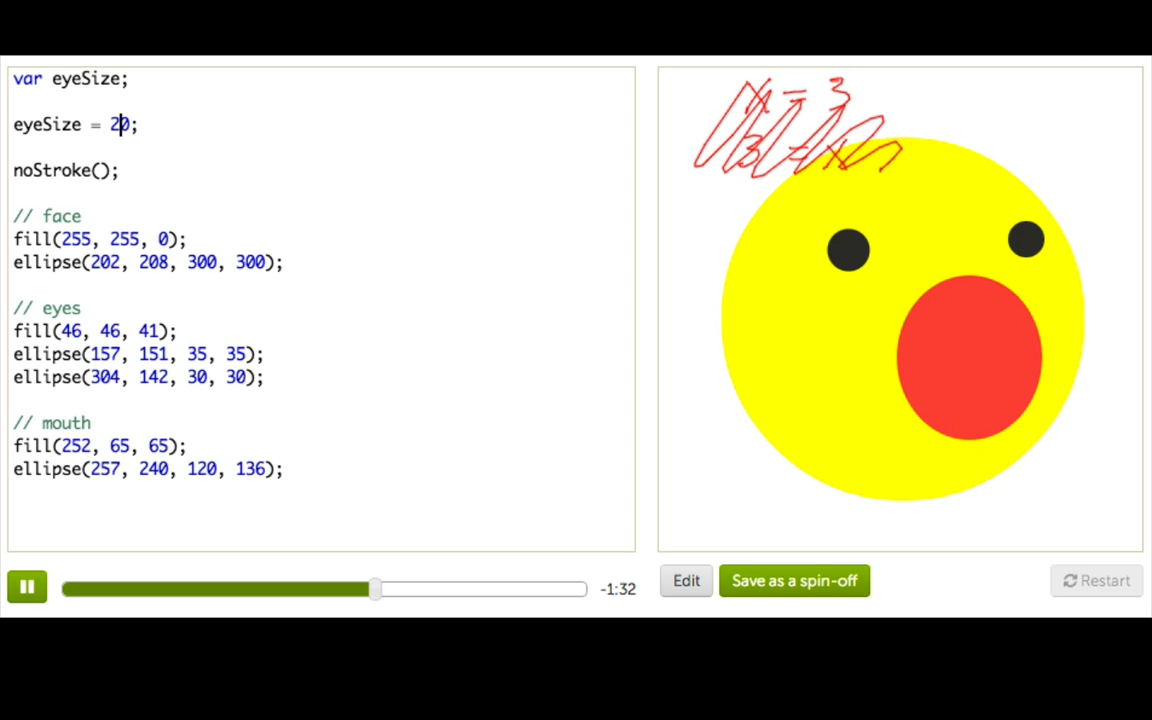 var eyeSize;
eyeSize = 20;
noStroke();
// face
fill(255, 255, 0);
ellipse(202, 208, 300, 300);
// eyes
fill(46, 46, 41);
ellipse(157, 151, 35, 35);
ellipse(304, 142, 30, 30);
// mouth
fill(252, 65, 65);
ellipse(257, 240, 120, 136);
-1:32
Edit
Save as a spin-off
Restart